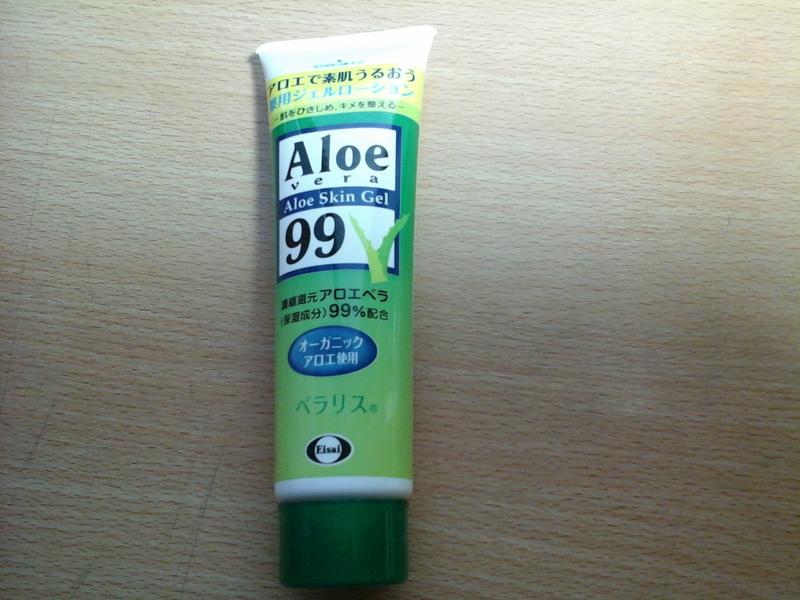 アロエで素肌うるおう
薬用ジェルローション
－肌をひきしめ、キメを整える－
Aloe
vera
Aloe Skin Gel
99
濃縮還元アロエベラ
(保湿成分)99%配合
オーガニック
アロエ使用
ベラリス®
Eisai